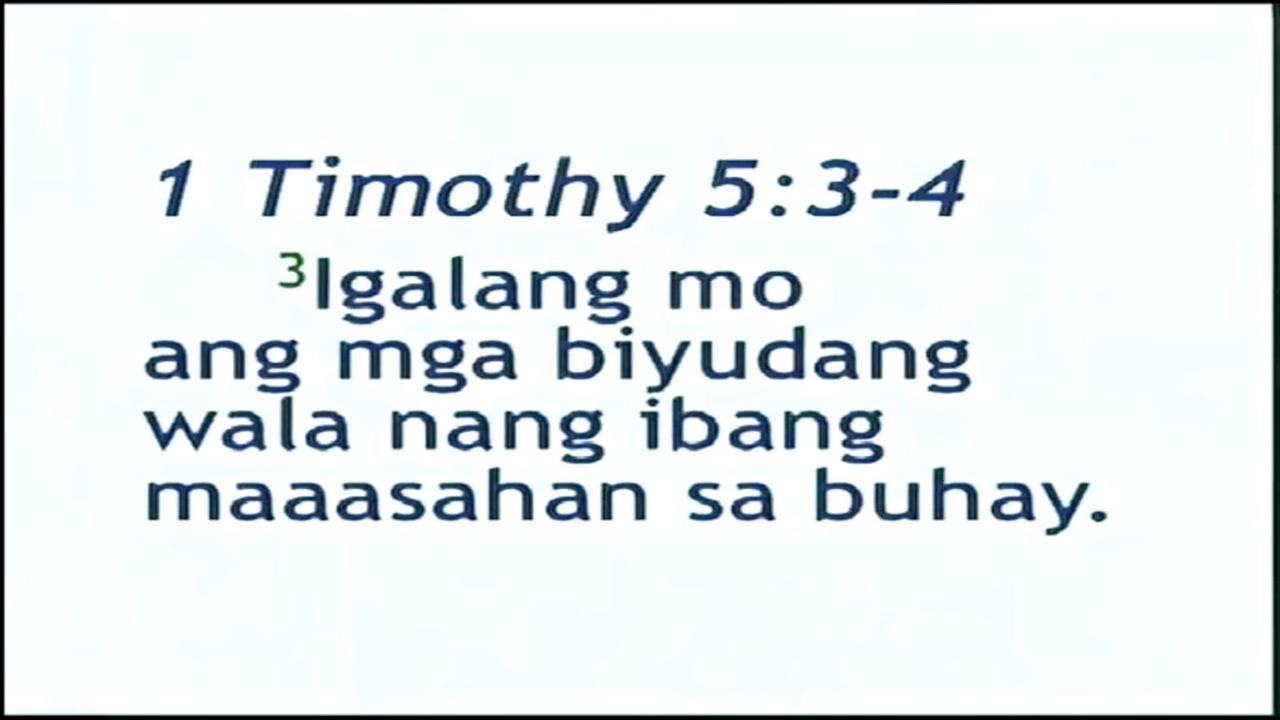 1 Timothy 5:3-4
³Igalang mo
ang mga biyudang
wala nang ibang
maaasahan sa buhay.